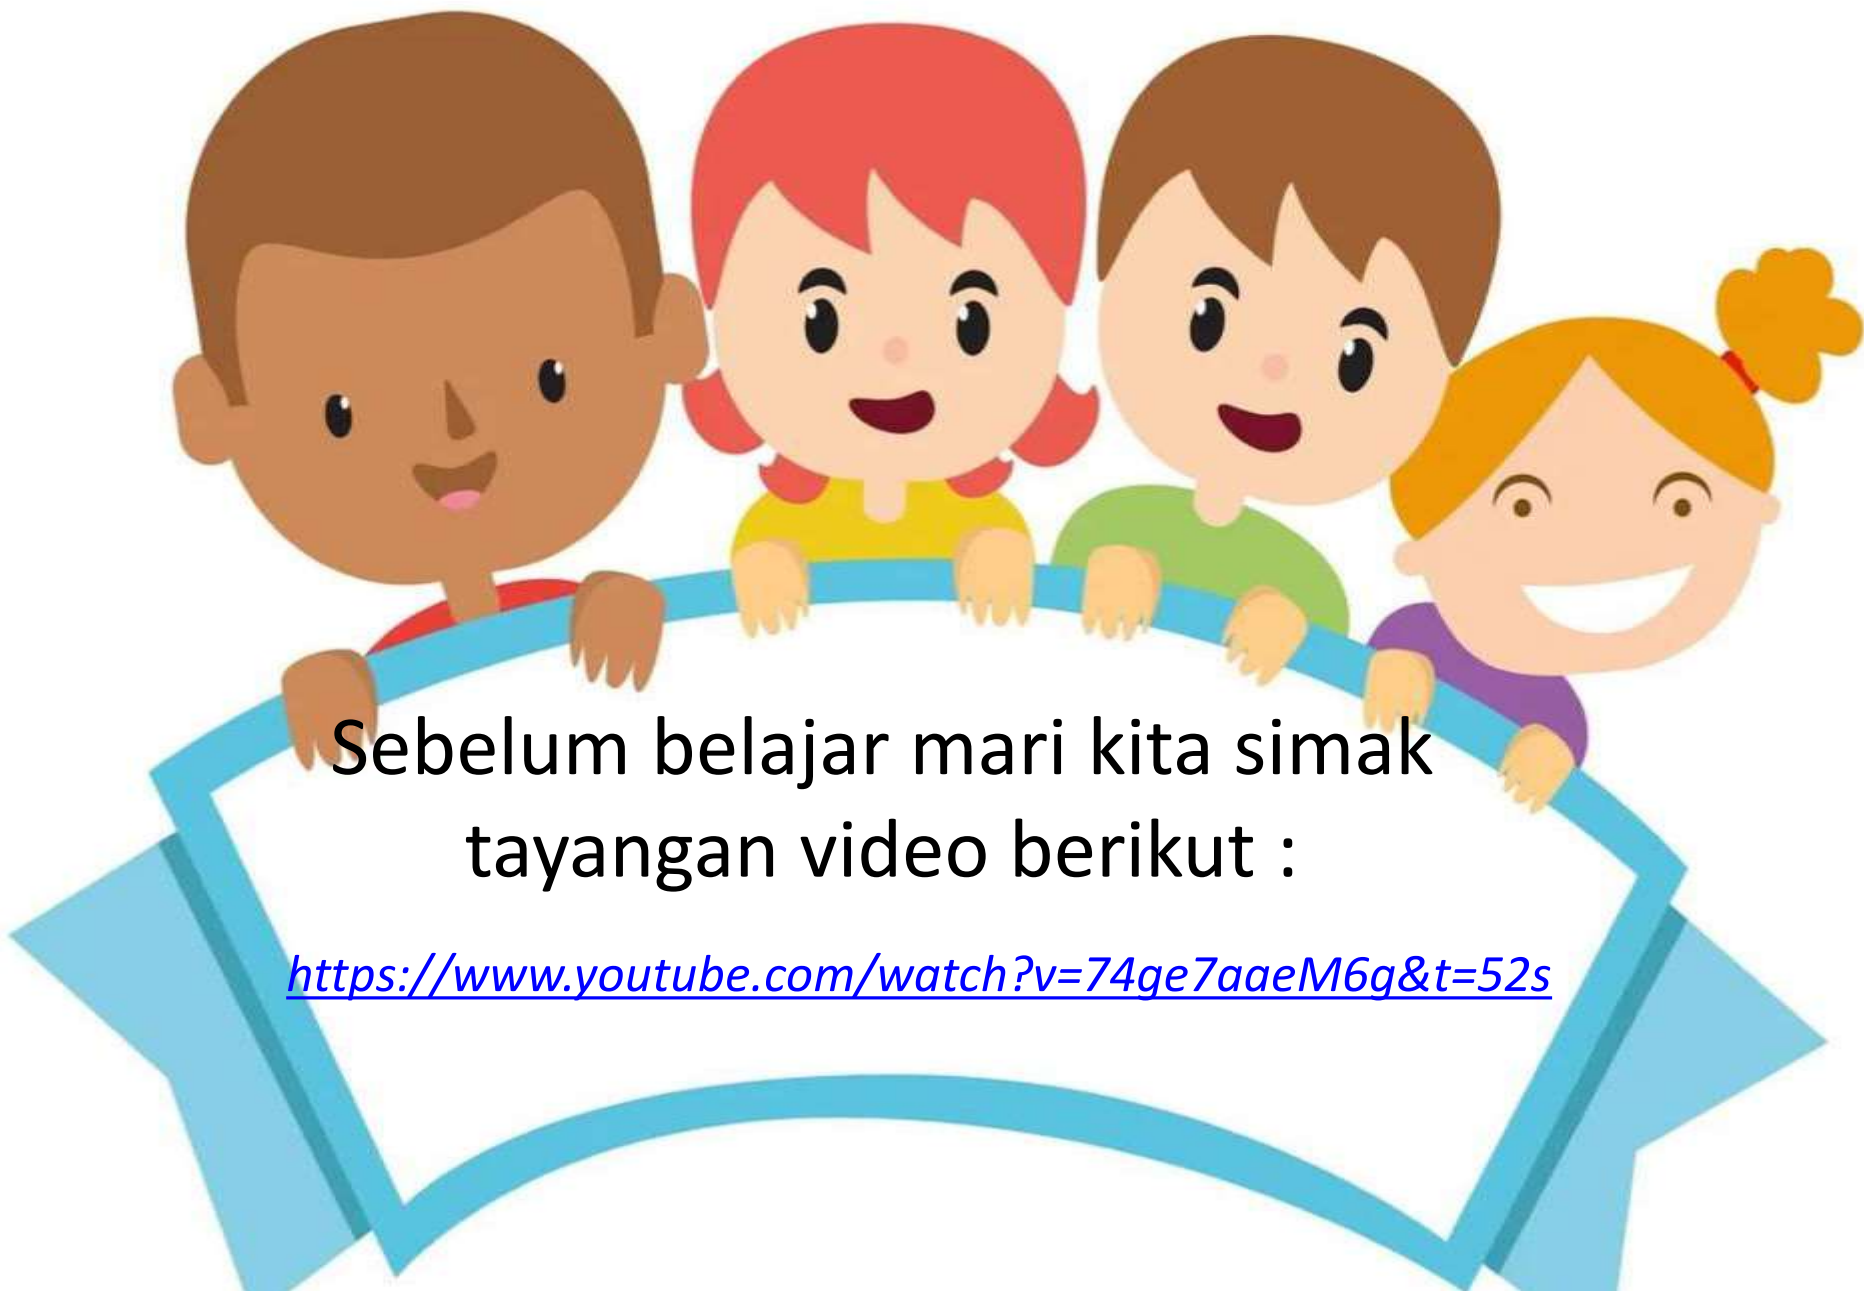 Sebelum belajar mari kita simak
tayangan video berikut :
https://www.youtube.com/watch?v=74ge7aaeM6g&t=52s